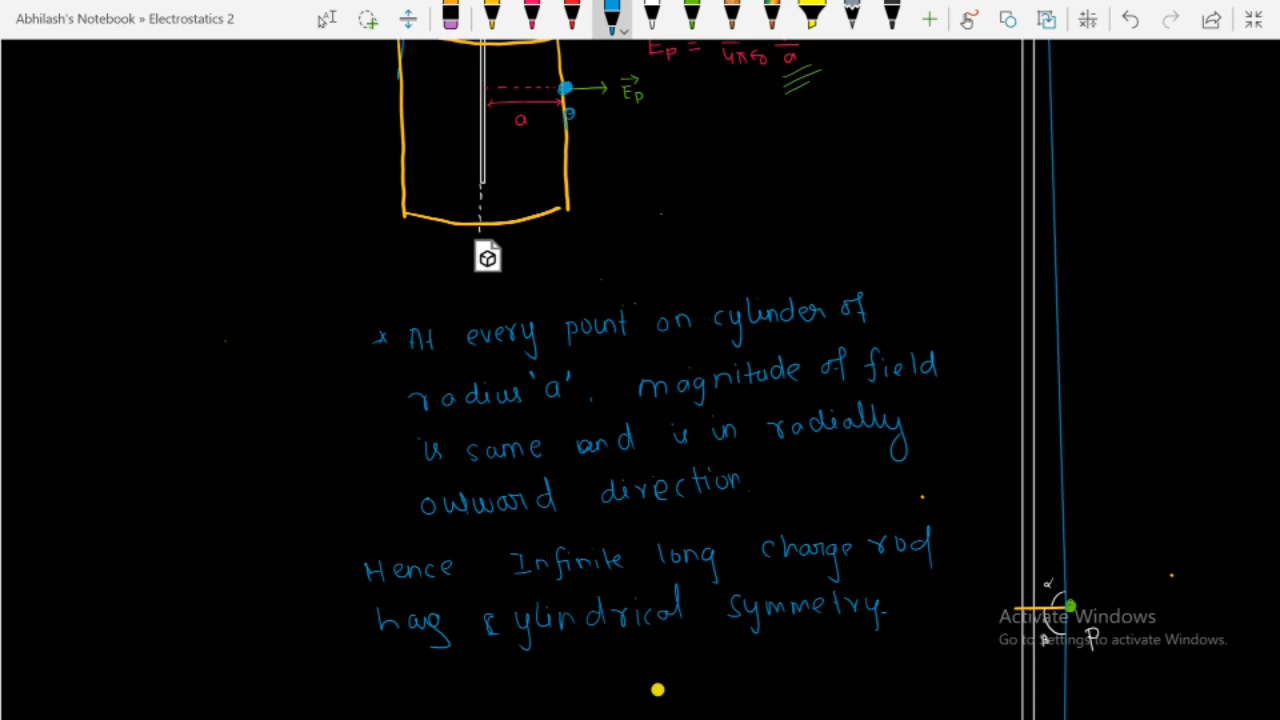 Abhilash's Notebook » Electrostatics 2
Ep =
4πε0 a
Ep
a
* At every point on cylinder of
radius 'a', magnitude of field
is same and is in radially
outward direction.
Hence Infinite long charge rod
has cylindrical symmetry.
α
Activate Windows
Go to Settings to activate Windows.
β
P